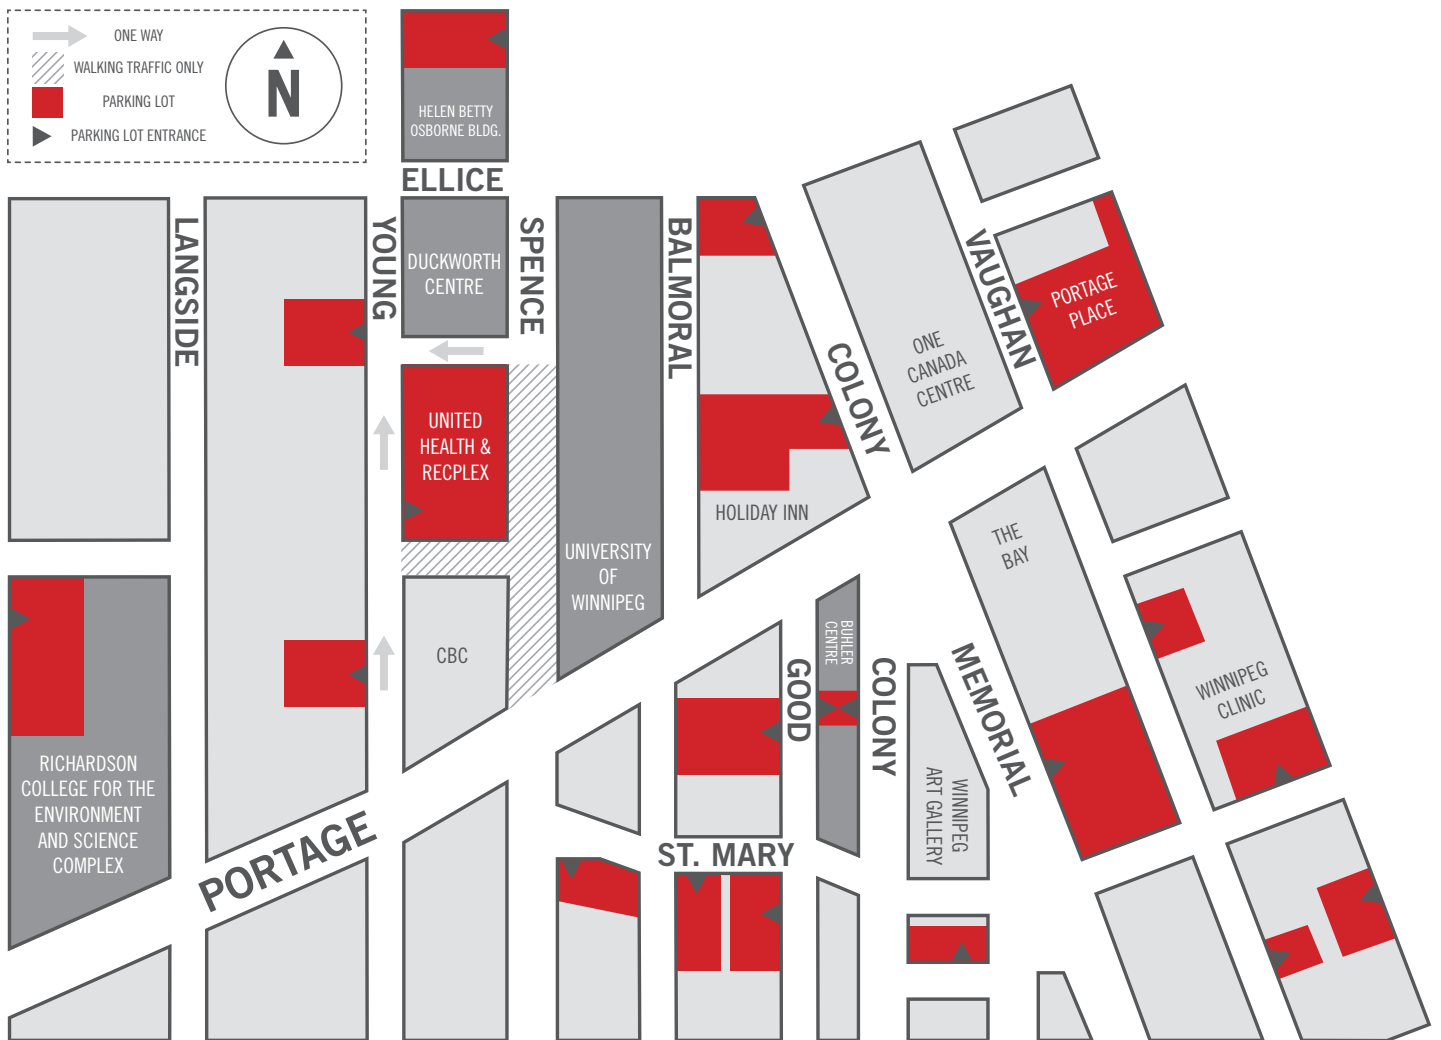 ONE WAY
WALKING TRAFFIC ONLY
PARKING LOT
PARKING LOT ENTRANCE
N
HELEN BETTY
OSBORNE BLDG.
ELLICE
LANGSIDE
YOUNG
DUCKWORTH
CENTRE
SPENCE
BALMORAL
COLONY
ONE
CANADA
CENTRE
VAUGHAN
PORTAGE
PLACE
UNITED
HEALTH &
RECPLEX
UNIVERSITY
OF
WINNIPEG
HOLIDAY INN
THE
BAY
CBC
BUHLER
CENTRE
GOOD
COLONY
MEMORIAL
WINNIPEG
CLINIC
WINNIPEG
ART GALLERY
RICHARDSON
COLLEGE FOR THE
ENVIRONMENT
AND SCIENCE
COMPLEX
PORTAGE
ST. MARY